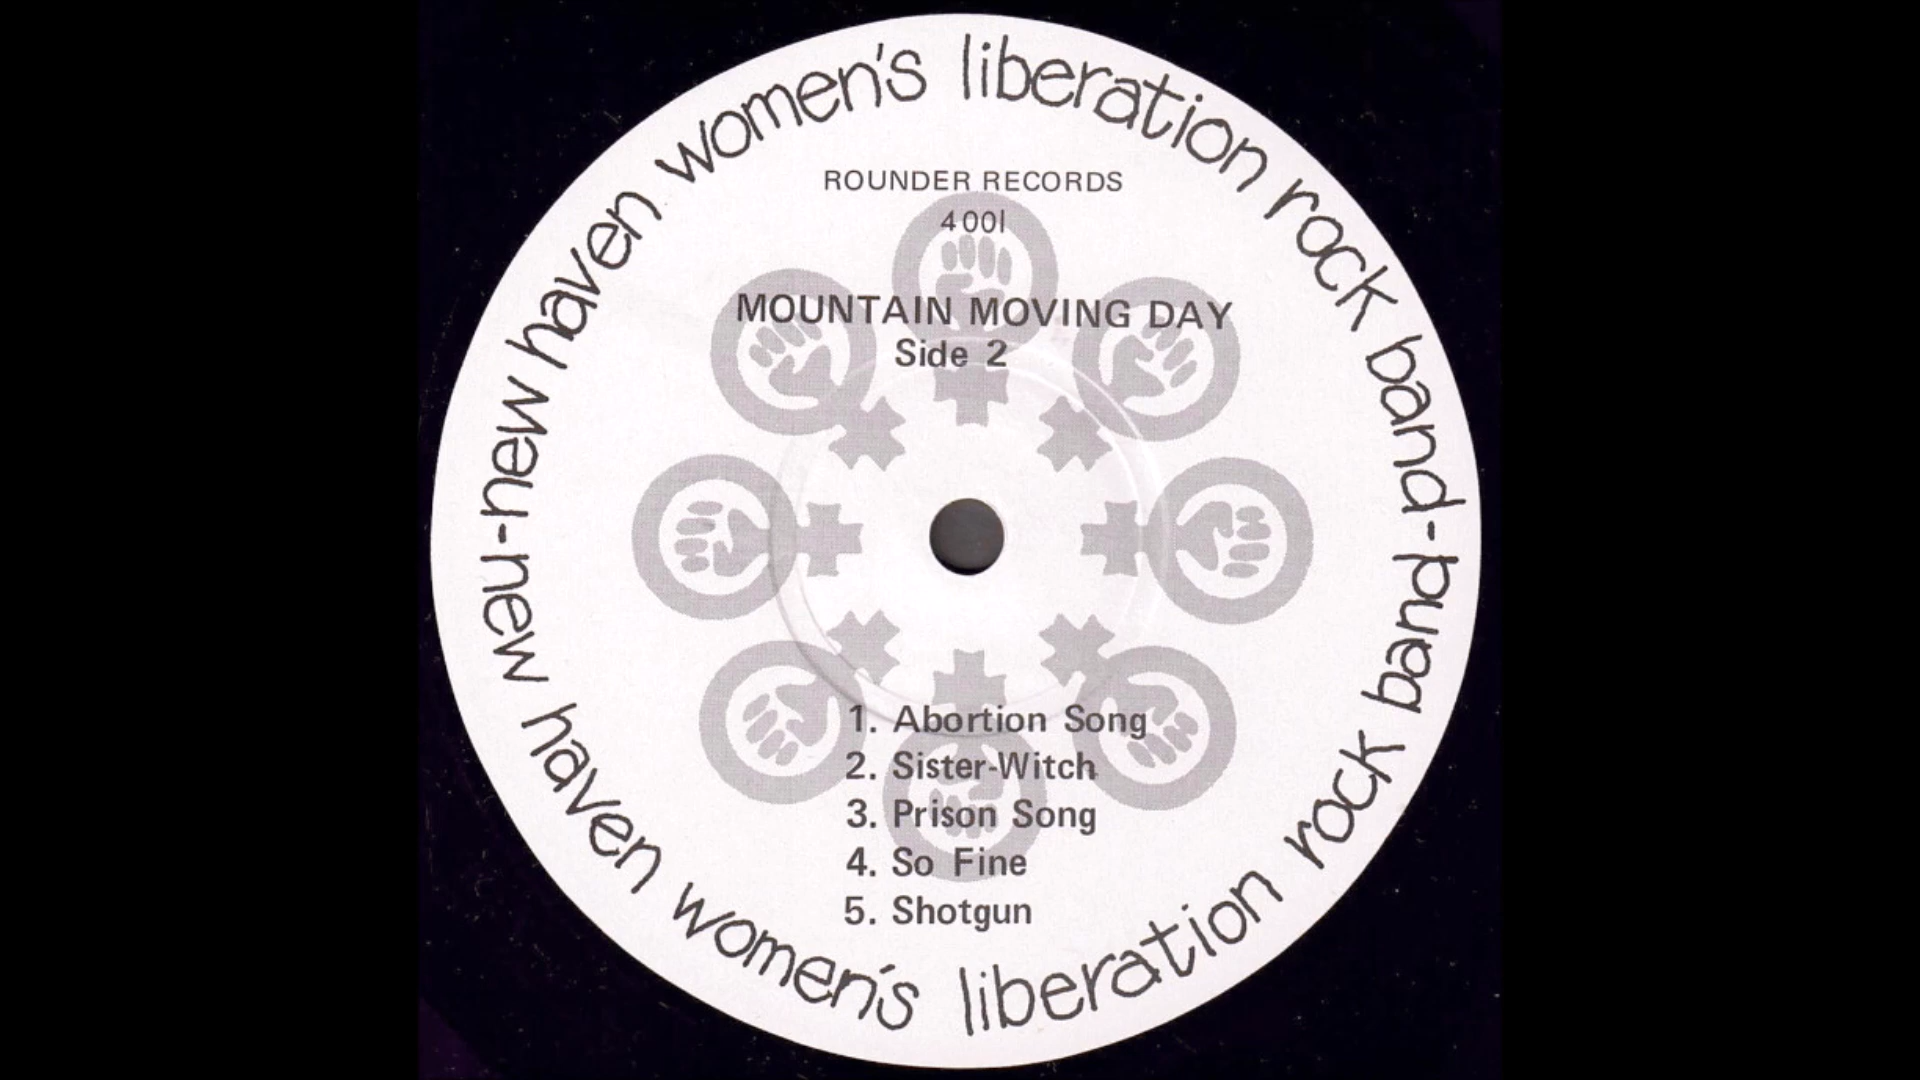 new haven women's liberation rock band-
ROUNDER RECORDS
4001
MOUNTAIN MOVING DAY
Side 2
1. Abortion Song
2. Sister-Witch
3. Prison Song
4. So Fine
5. Shotgun
new haven women's liberation rock band-